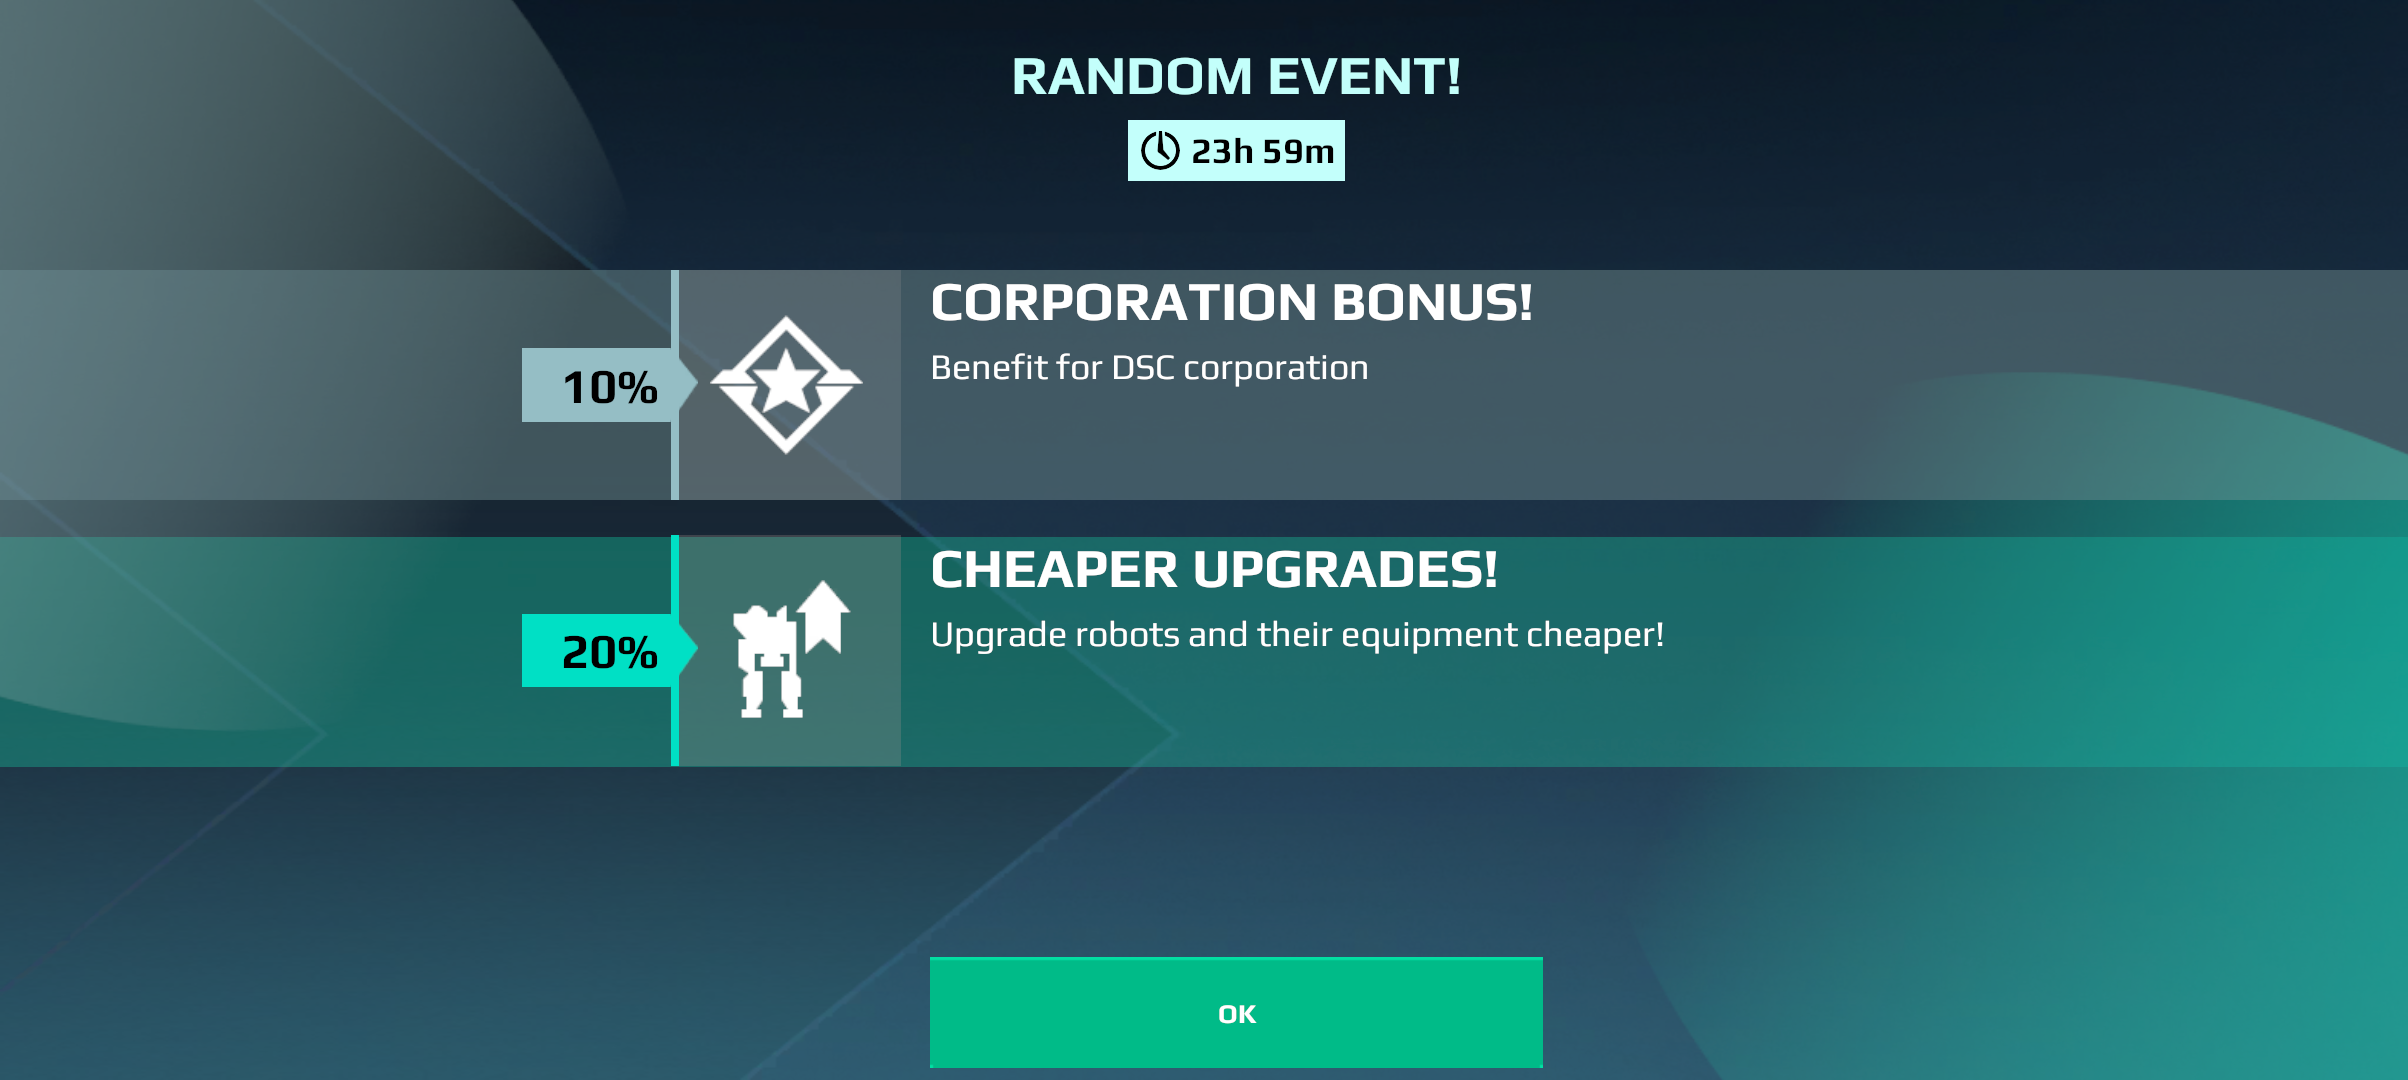 RANDOM EVENT!
23h 59m
CORPORATION BONUS!
10%
Benefit for DSC corporation
CHEAPER UPGRADES!
20%
Upgrade robots and their equipment cheaper!
OK